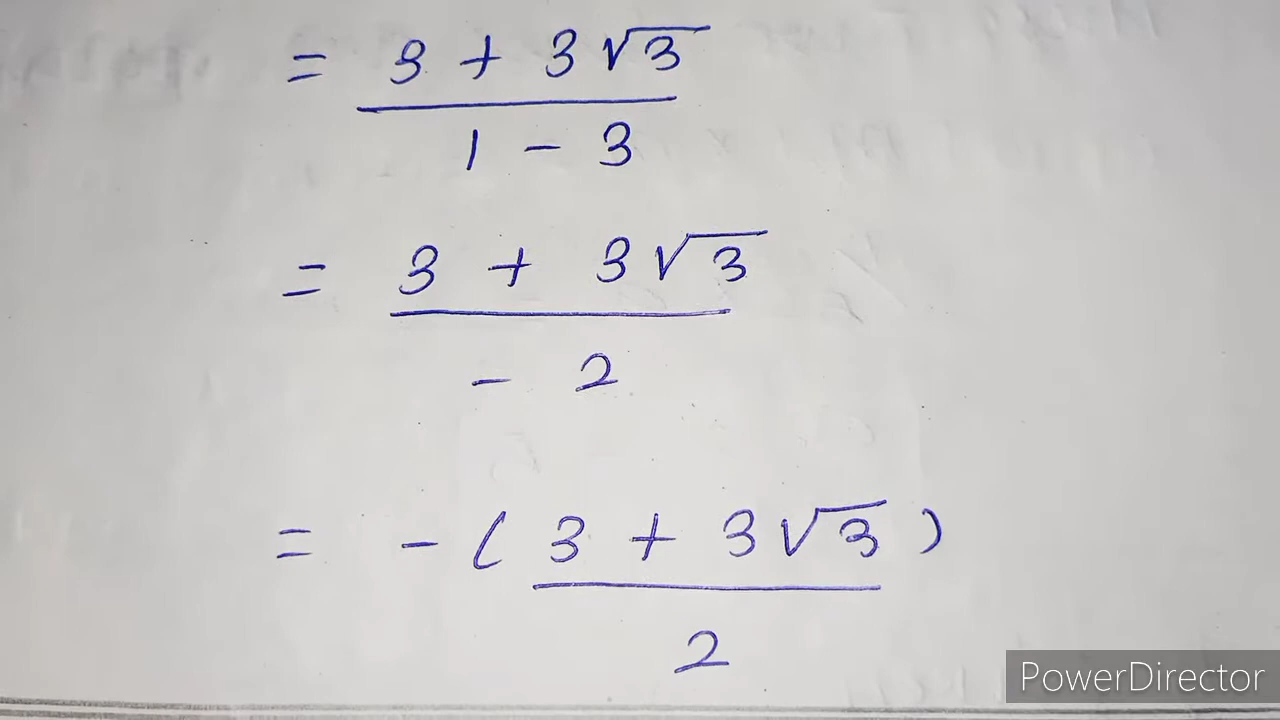 = 3 + 3√3
1 - 3
= 3 + 3√3
- 2
= - ( 3 + 3√3 )
2
PowerDirector